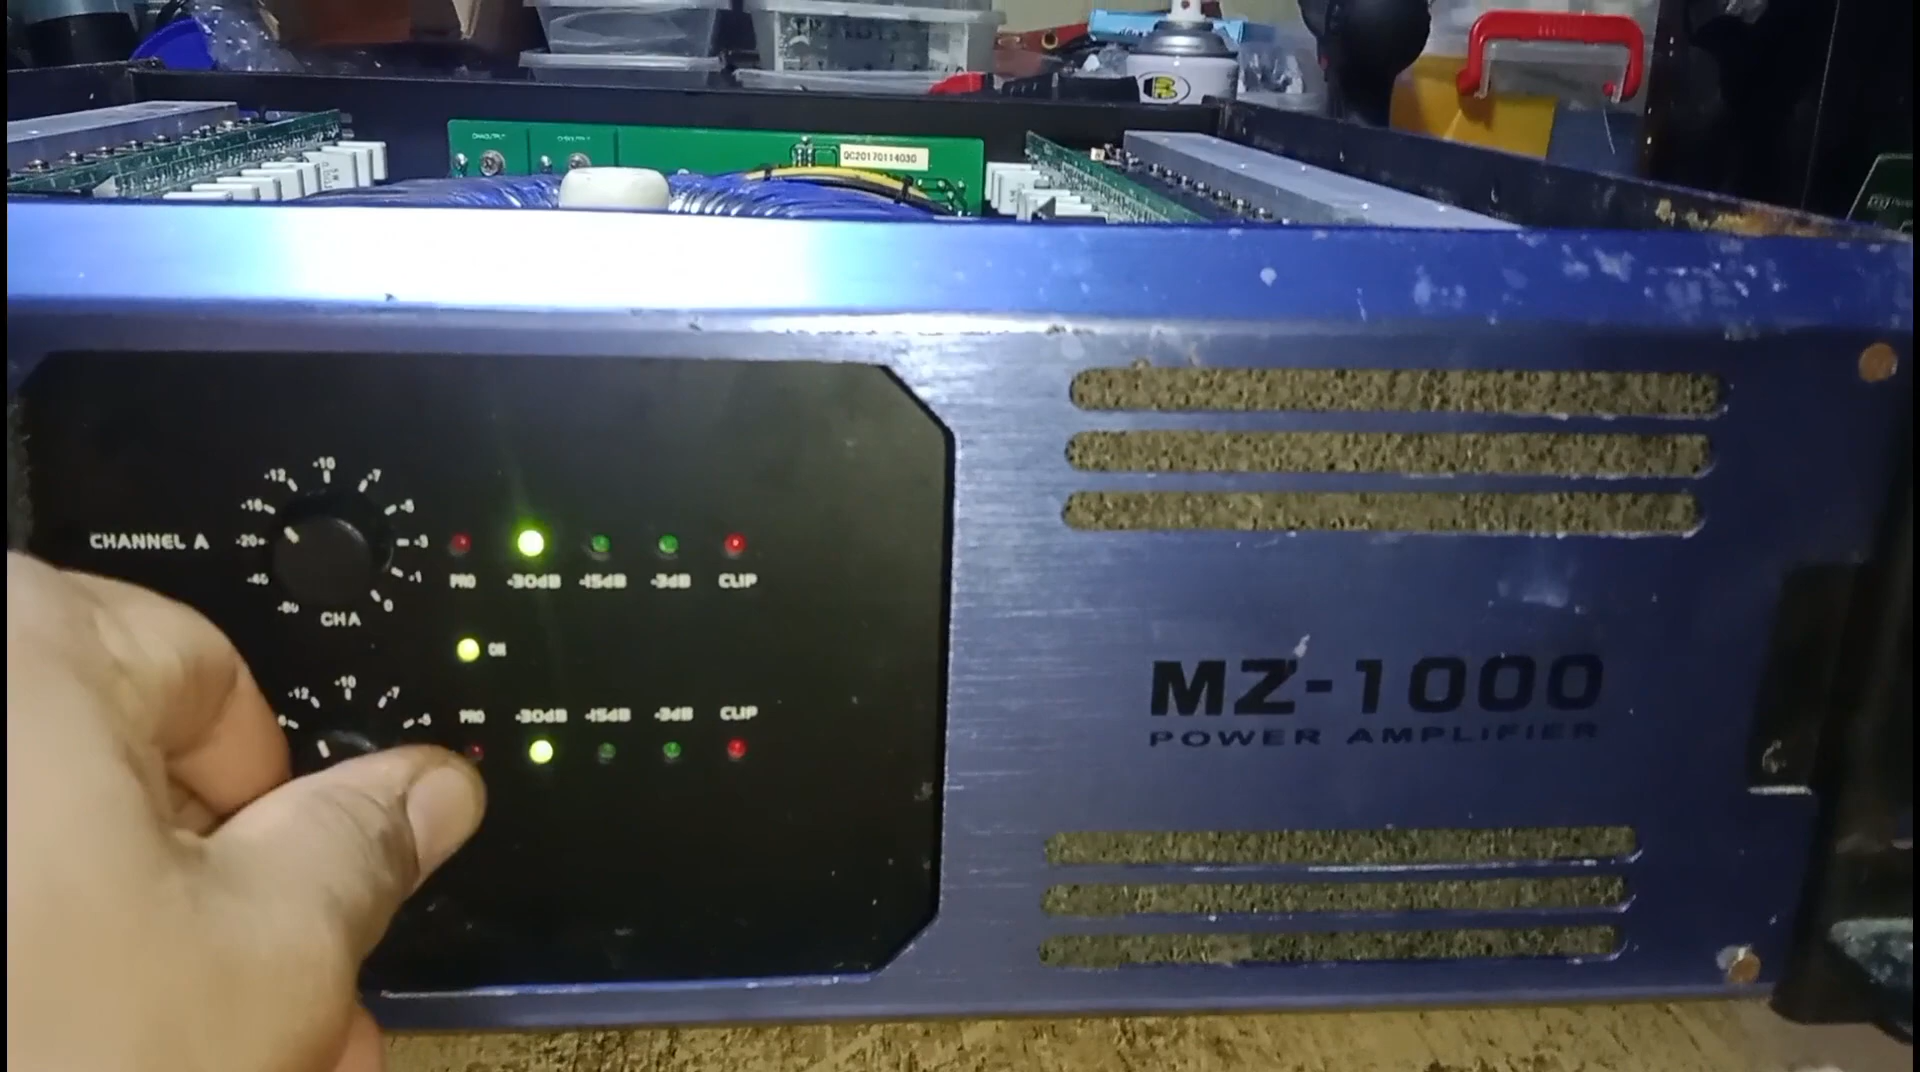 QC20170114030
-10
-12 -7
-16 -5
CHANNEL A -20 -3
-40 -1
-60 0
PRO -30dB -15dB -3dB CLIP
CHA
ON
-10
-12 -7
-5
PRO -30dB -15dB -3dB CLIP
MZ-1000
POWER AMPLIFIER